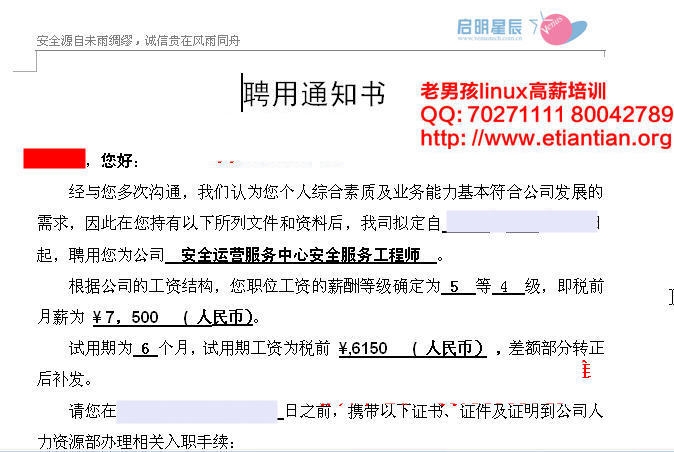 安全源自未雨绸缪，诚信贵在风雨同舟
启明星辰
www.venustech.com.cn
Venus
聘用通知书
老男孩linux高薪培训
QQ: 70271111 80042789
http: //www.etiantian.org
，您好：
经与您多次沟通，我们认为您个人综合素质及业务能力基本符合公司发展的
需求，因此在您持有以下所列文件和资料后，我司拟定自
起，聘用您为公司 安全运营服务中心安全服务工程师 。
根据公司的工资结构，您职位工资的薪酬等级确定为 5 等 4 级，即税前
月薪为 ￥7，500 （人民币）。
试用期为 6 个月，试用期工资为税前 ￥,6150 （人民币），差额部分转正
后补发。
请您在 日之前，携带以下证书、证件及证明到公司人
力资源部办理相关入职手续：